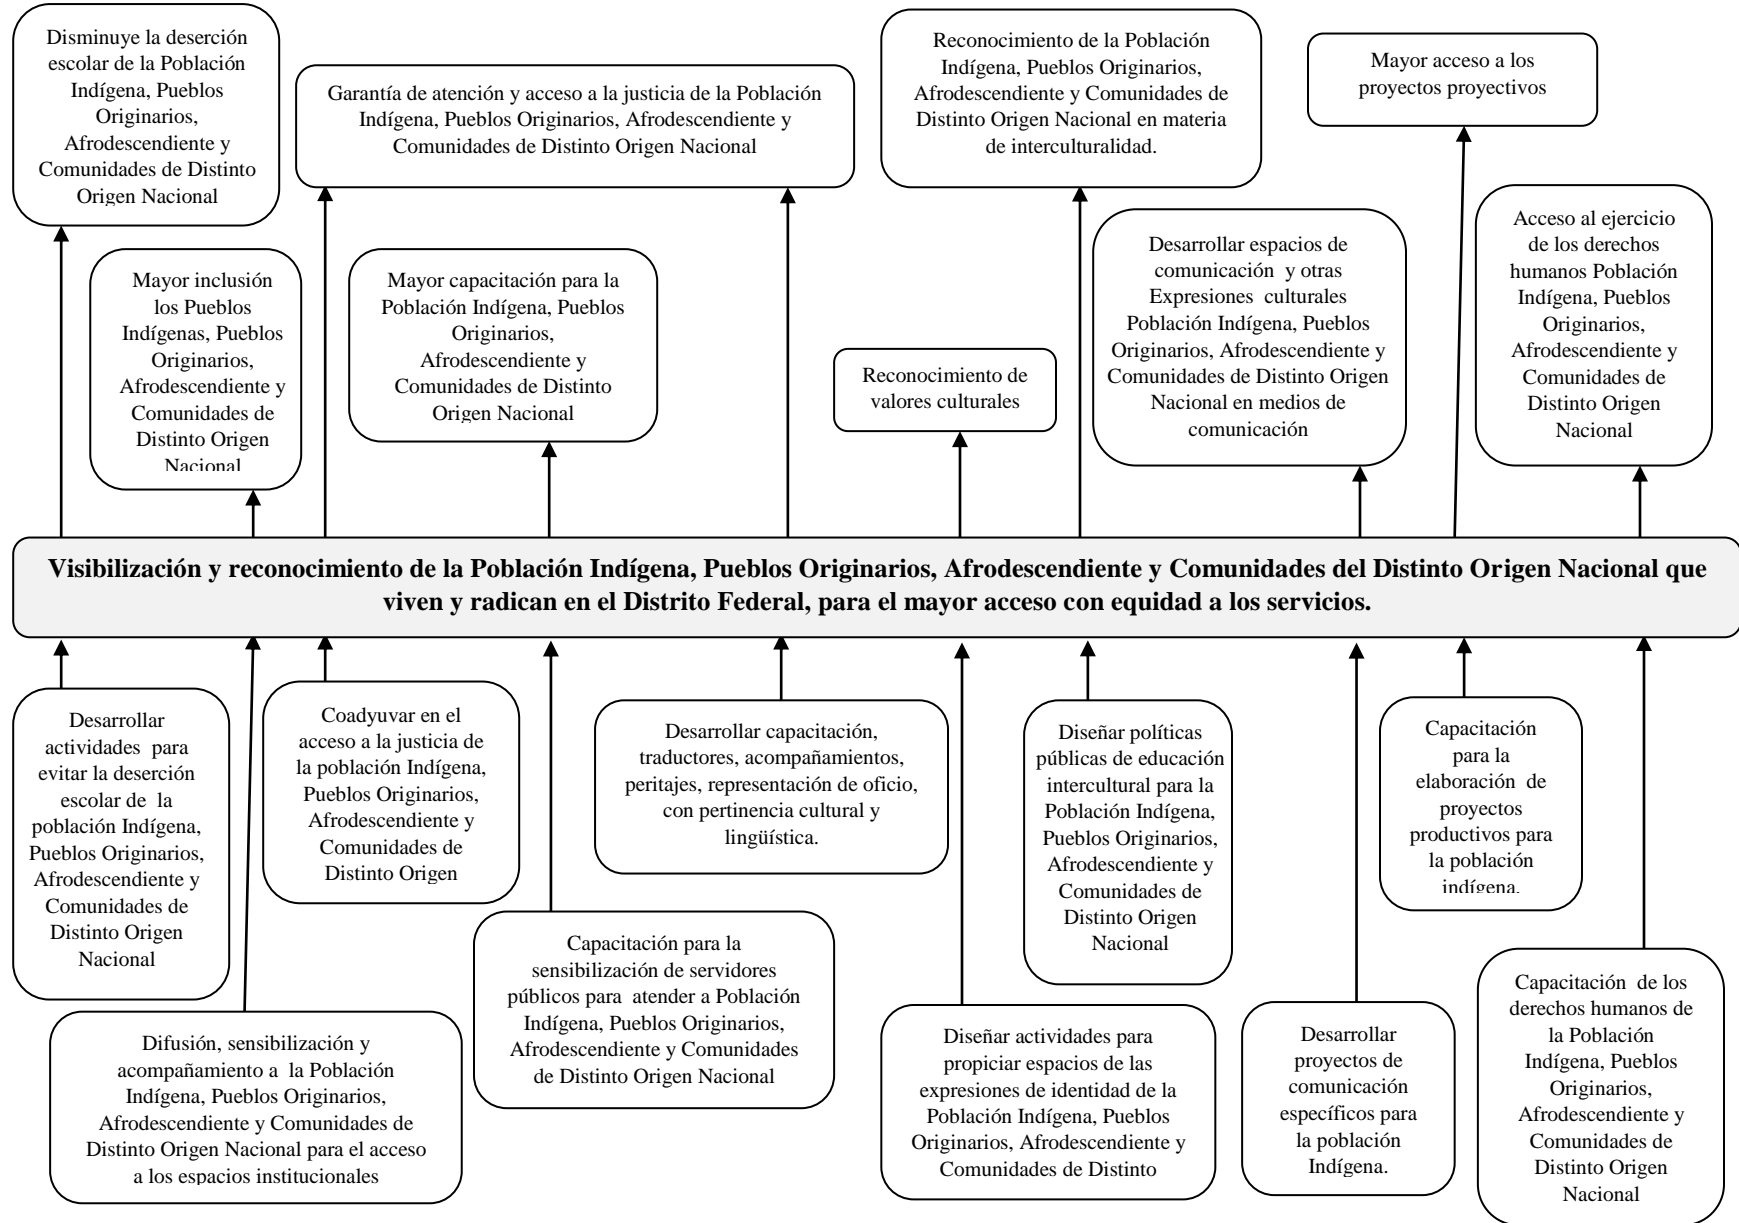 Disminuye la deserción
escolar de la Población
Indígena, Pueblos
Originarios,
Afrodescendiente y
Comunidades de Distinto
Origen Nacional
Garantía de atención y acceso a la justicia de la Población
Indígena, Pueblos Originarios, Afrodescendiente y
Comunidades de Distinto Origen Nacional
Reconocimiento de la Población
Indígena, Pueblos Originarios,
Afrodescendiente y Comunidades de
Distinto Origen Nacional en materia
de interculturalidad.
Mayor acceso a los
proyectos proyectivos
Mayor inclusión
los Pueblos
Indígenas, Pueblos
Originarios,
Afrodescendiente y
Comunidades de
Distinto Origen
Nacional
Mayor capacitación para la
Población Indígena, Pueblos
Originarios,
Afrodescendiente y
Comunidades de Distinto
Origen Nacional
Reconocimiento de
valores culturales
Desarrollar espacios de
comunicación y otras
Expresiones culturales
Población Indígena, Pueblos
Originarios, Afrodescendiente y
Comunidades de Distinto Origen
Nacional en medios de
comunicación
Acceso al ejercicio
de los derechos
humanos Población
Indígena, Pueblos
Originarios,
Afrodescendiente y
Comunidades de
Distinto Origen
Nacional
Visibilización y reconocimiento de la Población Indígena, Pueblos Originarios, Afrodescendiente y Comunidades del Distinto Origen Nacional que
viven y radican en el Distrito Federal, para el mayor acceso con equidad a los servicios.
Desarrollar
actividades para
evitar la deserción
escolar de la
población Indígena,
Pueblos Originarios,
Afrodescendiente y
Comunidades de
Distinto Origen
Nacional
Coadyuvar en el
acceso a la justicia de
la población Indígena,
Pueblos Originarios,
Afrodescendiente y
Comunidades de
Distinto Origen
Desarrollar capacitación,
traductores, acompañamientos,
peritajes, representación de oficio,
con pertinencia cultural y
lingüística.
Diseñar políticas
públicas de educación
intercultural para la
Población Indígena,
Pueblos Originarios,
Afrodescendiente y
Comunidades de
Distinto Origen
Nacional
Capacitación
para la
elaboración de
proyectos
productivos para
la población
indígena.
Difusión, sensibilización y
acompañamiento a la Población
Indígena, Pueblos Originarios,
Afrodescendiente y Comunidades de
Distinto Origen Nacional para el acceso
a los espacios institucionales
Capacitación para la
sensibilización de servidores
públicos para atender a Población
Indígena, Pueblos Originarios,
Afrodescendiente y Comunidades
de Distinto Origen Nacional
Diseñar actividades para
propiciar espacios de las
expresiones de identidad de la
Población Indígena, Pueblos
Originarios, Afrodescendiente y
Comunidades de Distinto
Desarrollar
proyectos de
comunicación
específicos para
la población
Indígena.
Capacitación de los
derechos humanos de
la Población
Indígena, Pueblos
Originarios,
Afrodescendiente y
Comunidades de
Distinto Origen
Nacional